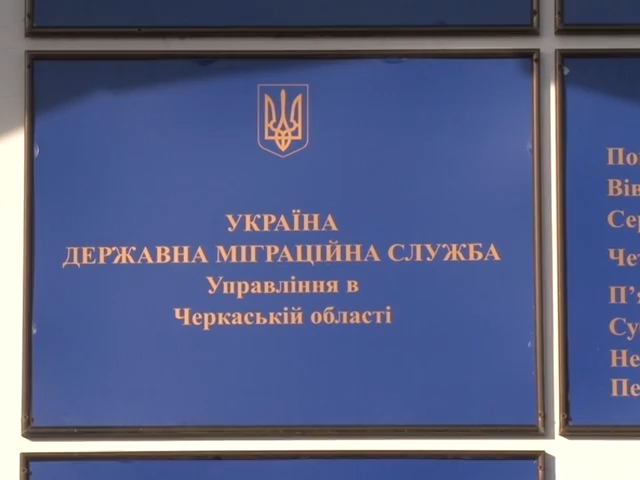 УКРАЇНА
ДЕРЖАВНА МІГРАЦІЙНА СЛУЖБА
Управління в
Черкаській області